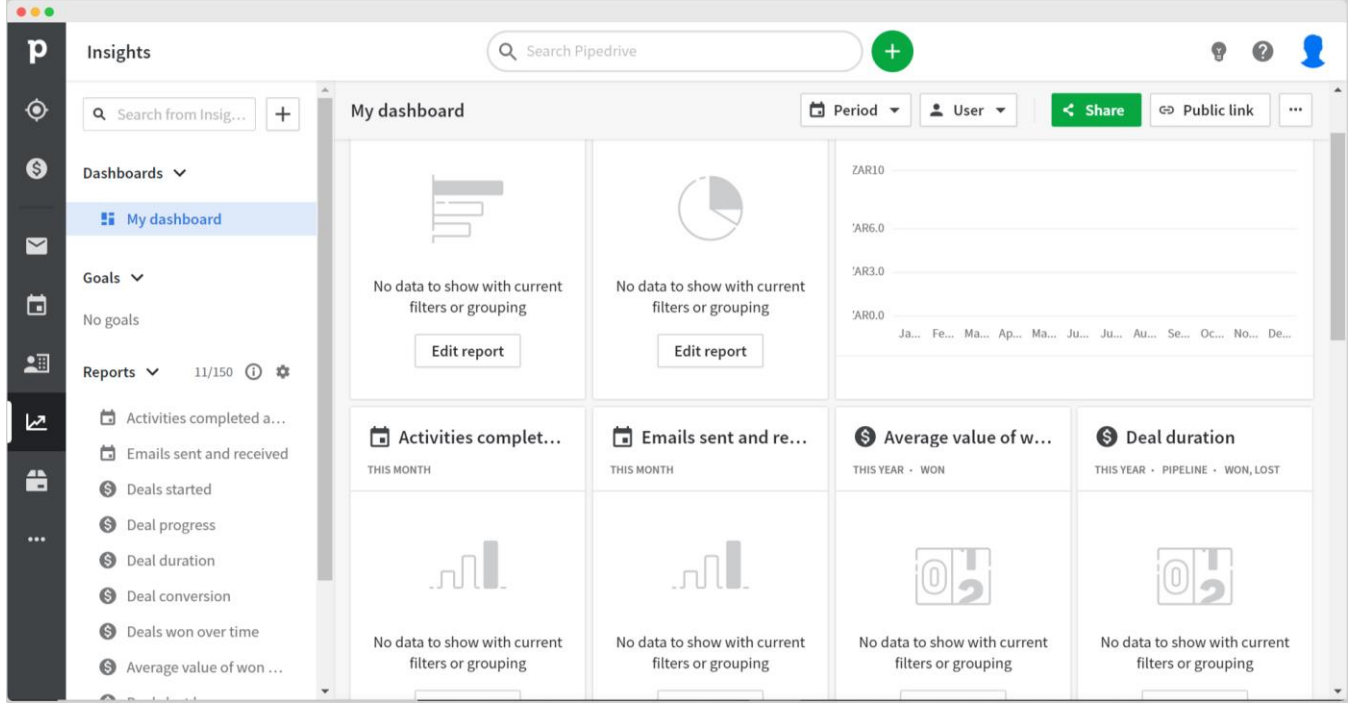 p
Insights
Search Pipedrive
Search from Insig...
Dashboards
My dashboard
Goals
No goals
Reports 11/150
Activities completed a...
Emails sent and received
Deals started
Deal progress
Deal duration
Deal conversion
Deals won over time
Average value of won ...
My dashboard
Period
User
Share
Public link
No data to show with current
filters or grouping
Edit report
No data to show with current
filters or grouping
Edit report
ZAR10
'AR6.0
'AR3.0
'AR0.0
Ja... Fe... Ma... Ap... Ma... Ju... Ju... Au... Se... Oc... No... De...
Activities complet...
THIS MONTH
No data to show with current
filters or grouping
Emails sent and re...
THIS MONTH
No data to show with current
filters or grouping
Average value of w...
THIS YEAR · WON
0 1 2
No data to show with current
filters or grouping
Deal duration
THIS YEAR · PIPELINE · WON, LOST
0 1 2
No data to show with current
filters or grouping